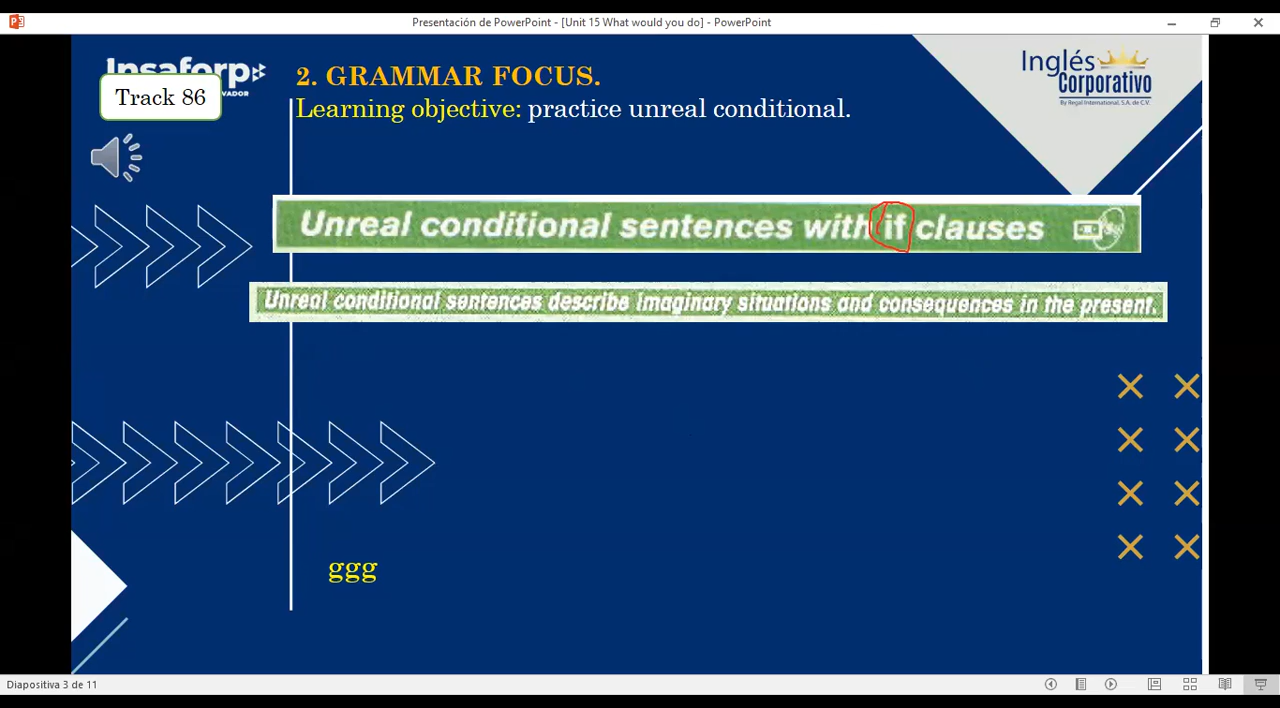 Presentación de PowerPoint - [Unit 15 What would you do] - PowerPoint
Insaforp
VADOR
Track 86
2. GRAMMAR FOCUS.
Learning objective: practice unreal conditional.
Inglés
Corporativo
By Regal International, S.A. de C.V.
Unreal conditional sentences with if clauses
Unreal conditional sentences describe imaginary situations and consequences in the present.
ggg
Diapositiva 3 de 11